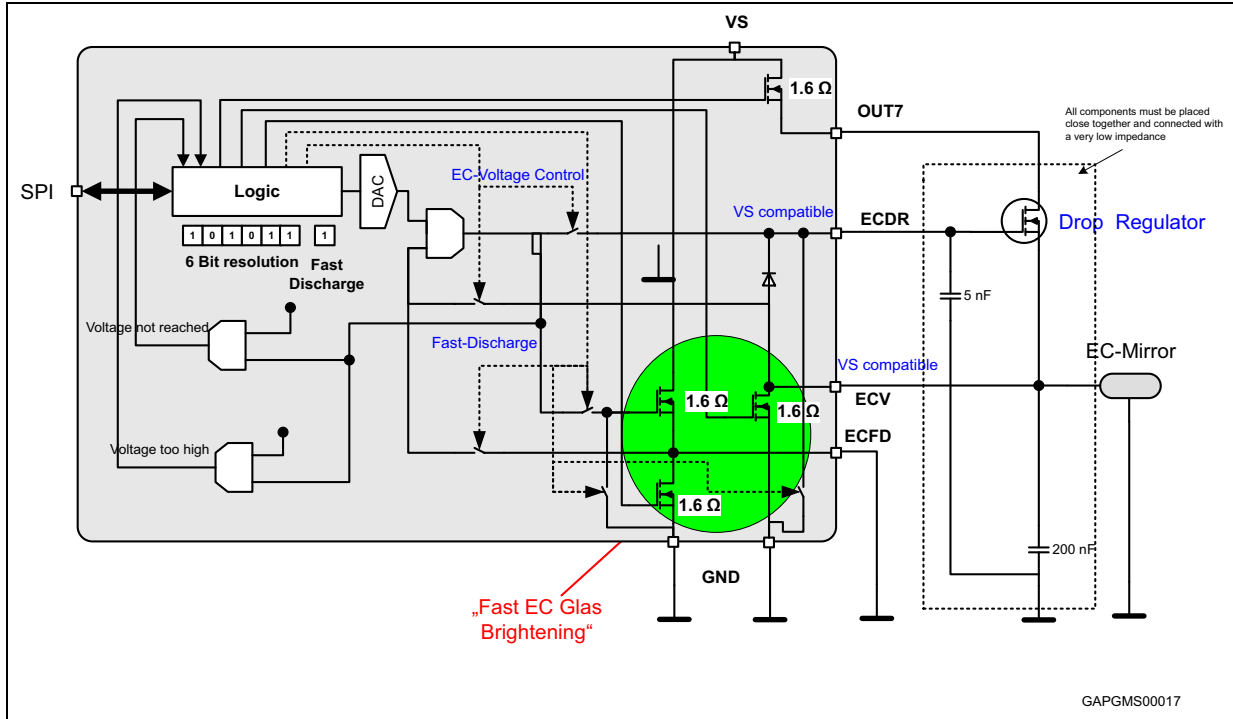 VS
1.6 Ω
OUT7
All components must be placed
close together and connected with
a very low impedance
SPI
Logic
DAC
EC-Voltage Control
VS compatible
ECDR
Drop Regulator
1 0 1 0 1 1 1
6 Bit resolution
Fast
Discharge
5 nF
Voltage not reached
Fast-Discharge
VS compatible
EC-Mirror
1.6 Ω
1.6 Ω
ECV
ECFD
Voltage too high
1.6 Ω
200 nF
GND
„Fast EC Glas
Brightening“
GAPGMS00017